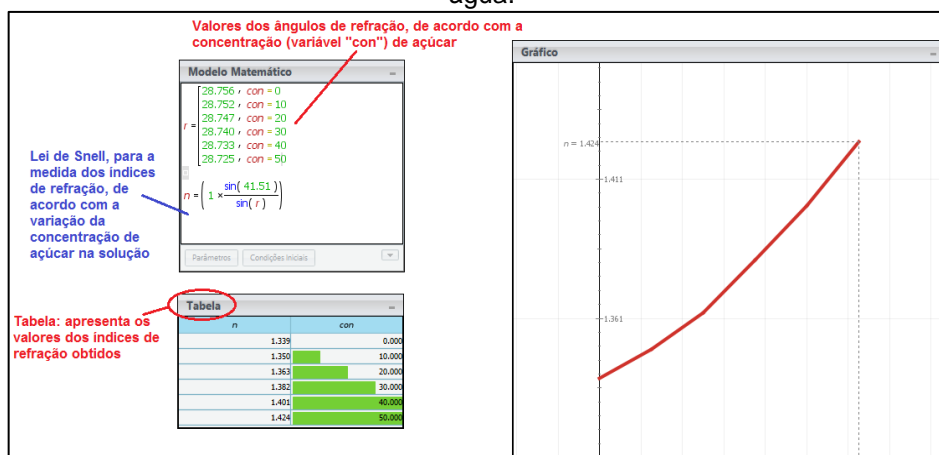 água.
Valores dos ângulos de refração, de acordo com a
concentração (variável "con") de açúcar
Modelo Matemático
r =
28.756 , con = 0
28.752 , con = 10
28.747 , con = 20
28.740 , con = 30
28.733 , con = 40
28.725 , con = 50
n = ( 1 × sin( 41.51 ) / sin( r ) )
Parâmetros Condições Iniciais
Lei de Snell, para a
medida dos índices
de refração, de
acordo com a
variação da
concentração de
açúcar na solução
Tabela
n con
1.339 0.000
1.350 10.000
1.363 20.000
1.382 30.000
1.401 40.000
1.424 50.000
Tabela: apresenta os
valores dos índices de
refração obtidos
Gráfico
n = 1.424
1.411
1.361